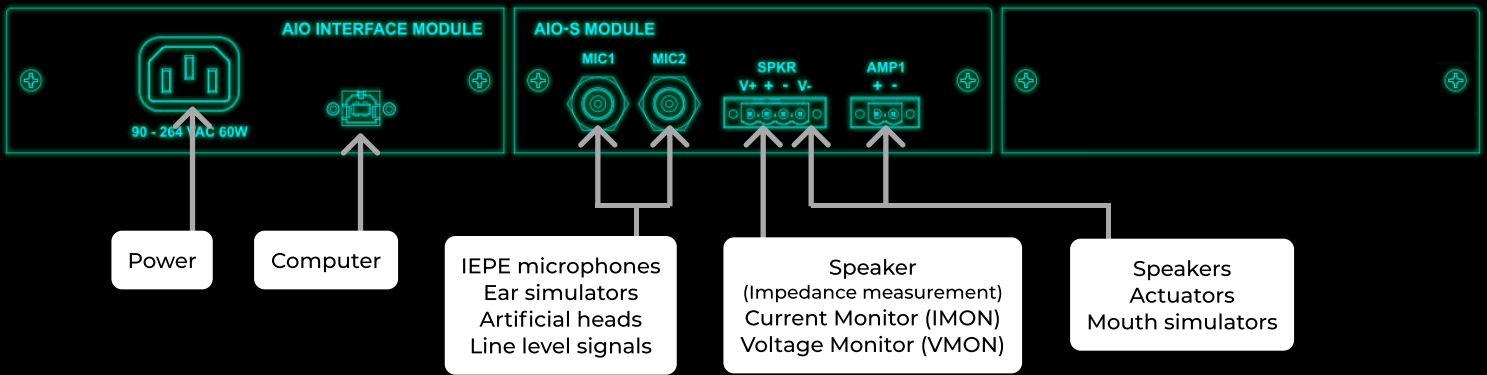 AIO INTERFACE MODULE
90 - 264 VAC 60W
AIO-S MODULE
MIC1 MIC2
SPKR
V+ + - V-
AMP1
+ -
Power
Computer
IEPE microphones
Ear simulators
Artificial heads
Line level signals
Speaker
(Impedance measurement)
Current Monitor (IMON)
Voltage Monitor (VMON)
Speakers
Actuators
Mouth simulators